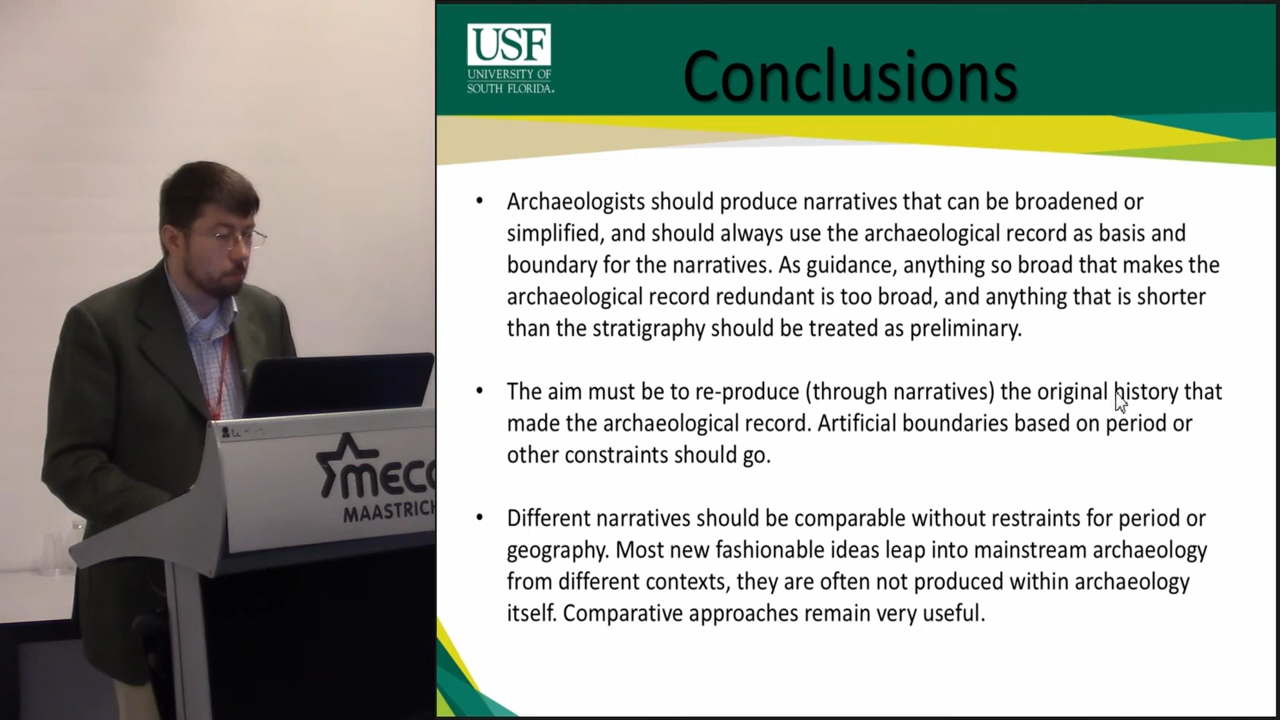 USF
UNIVERSITY OF
SOUTH FLORIDA.
Conclusions
• Archaeologists should produce narratives that can be broadened or
simplified, and should always use the archaeological record as basis and
boundary for the narratives. As guidance, anything so broad that makes the
archaeological record redundant is too broad, and anything that is shorter
than the stratigraphy should be treated as preliminary.
• The aim must be to re-produce (through narratives) the original history that
made the archaeological record. Artificial boundaries based on period or
other constraints should go.
• Different narratives should be comparable without restraints for period or
geography. Most new fashionable ideas leap into mainstream archaeology
from different contexts, they are often not produced within archaeology
itself. Comparative approaches remain very useful.
mecc
MAASTRICH